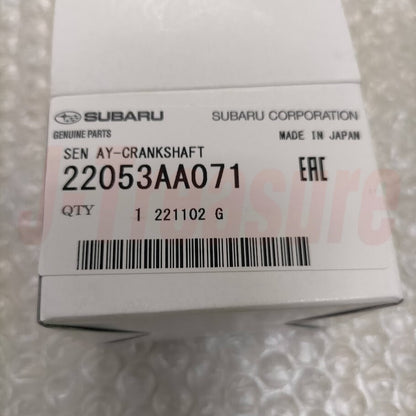 SUBARU SUBARU CORPORATION
GENUINE PARTS MADE IN JAPAN
SEN AY-CRANKSHAFT
22053AA071 EAC
QTY 1 221102 G